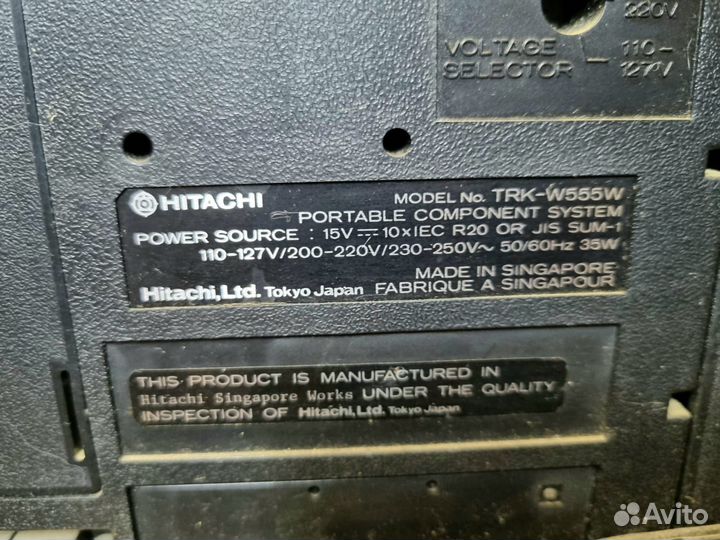 220V
VOLTAGE SELECTOR — 110-127V
HITACHI MODEL No. TRK-W555W
PORTABLE COMPONENT SYSTEM
POWER SOURCE : 15V⎓10×IEC R20 OR JIS SUM-1
110-127V/200-220V/230-250V~ 50/60Hz 35W
MADE IN SINGAPORE
Hitachi,Ltd. Tokyo Japan FABRIQUE A SINGAPOUR
THIS PRODUCT IS MANUFACTURED IN
Hitachi Singapore Works UNDER THE QUALITY
INSPECTION OF Hitachi,Ltd. Tokyo Japan
Avito